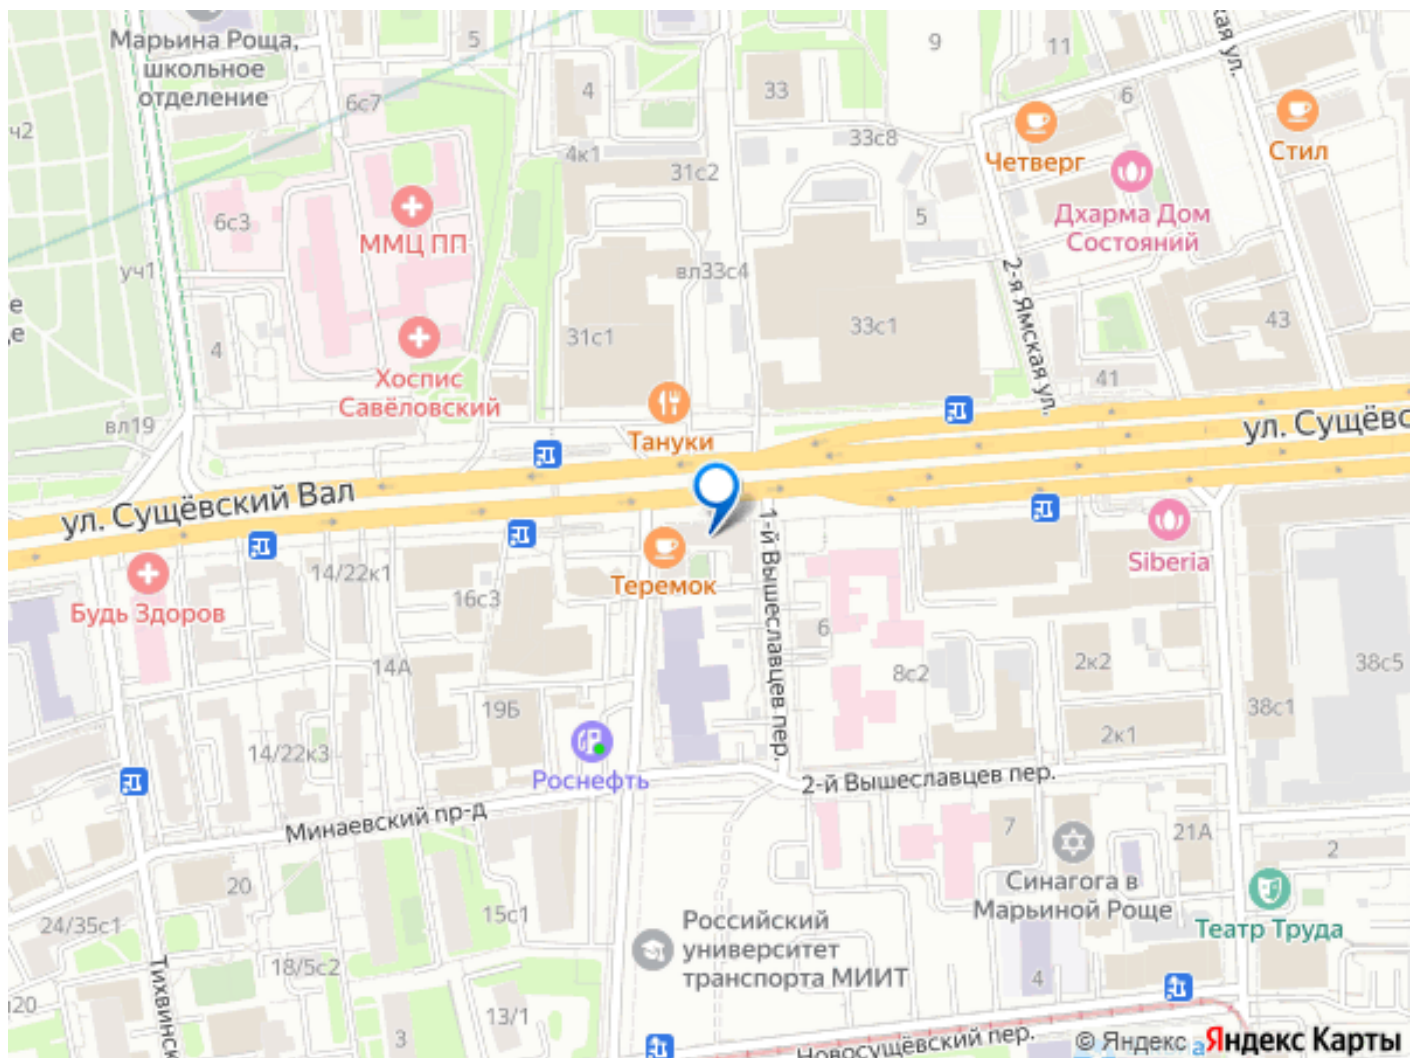 Марьина Роща,
школьное
отделение
5
9
11
4
33
6
6с7
ч2
33с8
Четверг
Стил
4к1
31с2
6с3
5
Дхарма Дом
Состояний
ММЦ ПП
уч1
вл33с4
2-я Ямская ул.
31с1
33с1
43
4
Хоспис
Савёловский
41
вл19
Тануки
ул. Сущёвс
ул. Сущёвский Вал
1-й Вышеславцев пер.
14/22к1
Теремок
Siberia
Будь Здоров
16с3
6
14А
8с2
2к2
38с5
19Б
38с1
14/22к3
2к1
Роснефть
2-й Вышеславцев пер.
Минаевский пр-д
7
21А
2
20
Синагога в
Марьиной Роще
24/35с1
15с1
Российский
университет
транспорта МИИТ
Театр Труда
Тихвинск
18/5с2
4
20
13/1
3
Новосущёвский пер.
© Яндекс Яндекс Карты